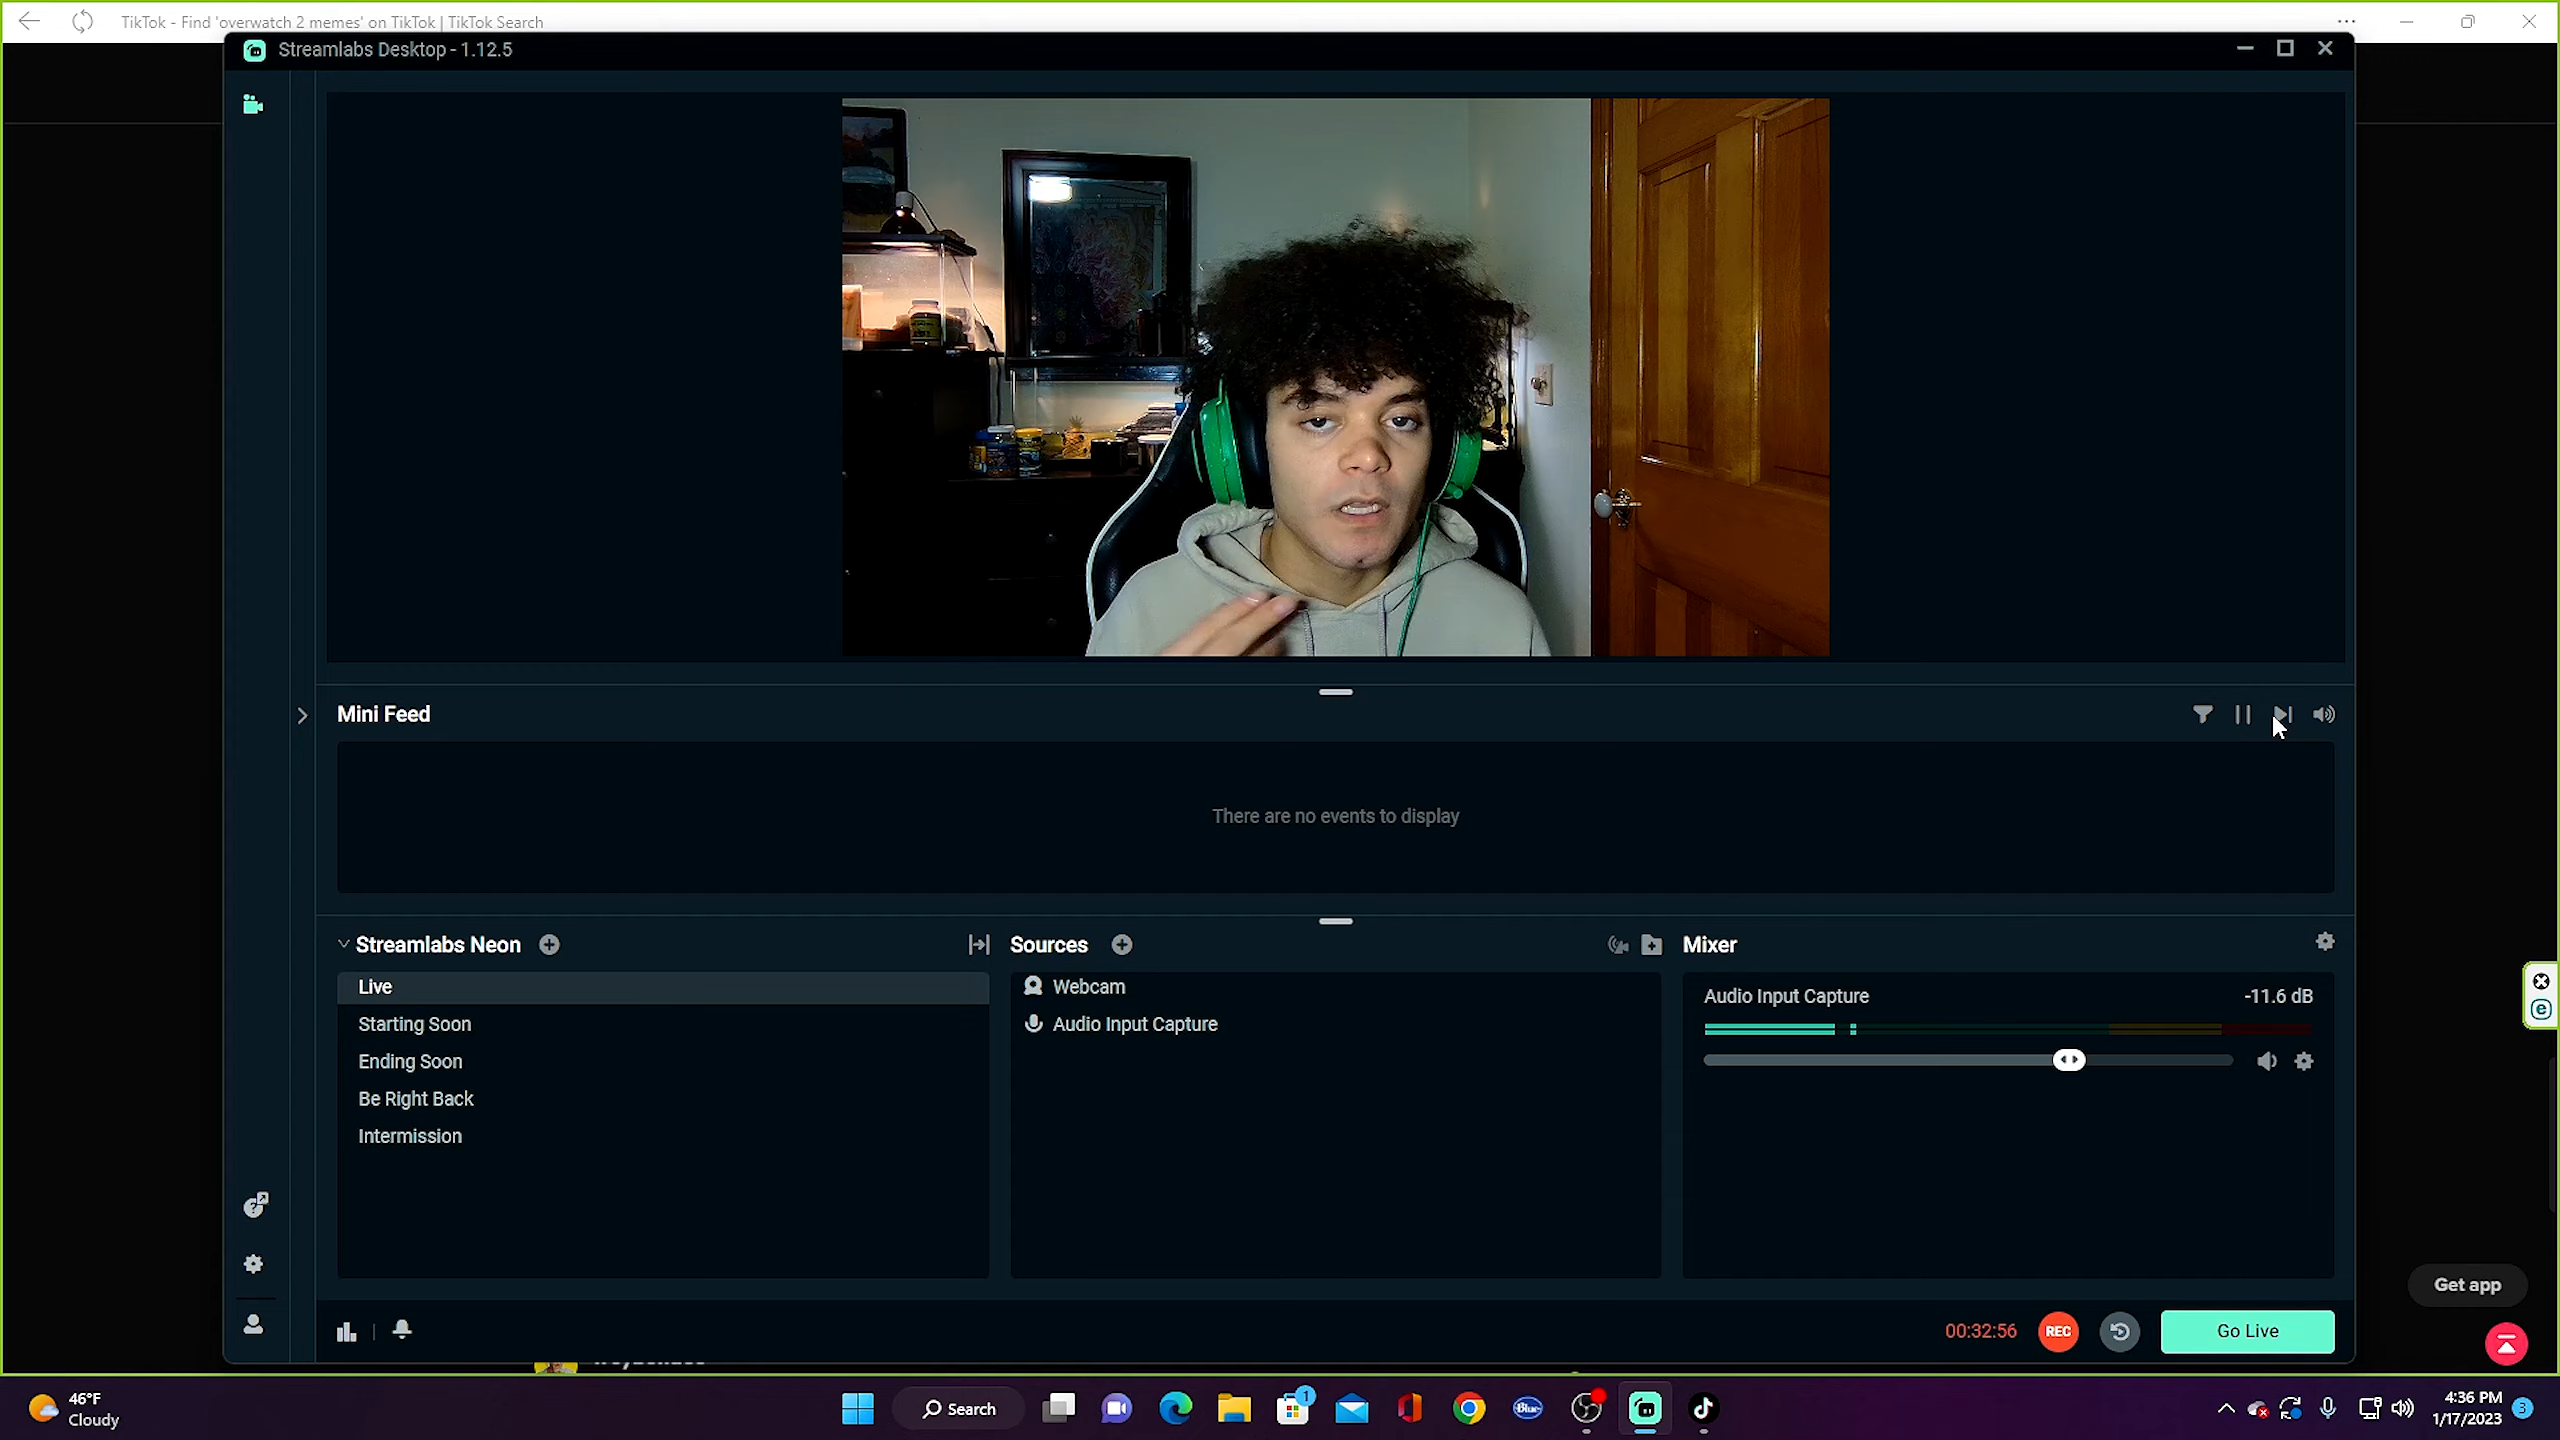 TikTok - Find 'overwatch 2 memes' on TikTok | TikTok Search
Streamlabs Desktop - 1.12.5
Mini Feed
There are no events to display
Streamlabs Neon
Live
Starting Soon
Ending Soon
Be Right Back
Intermission
Sources
Webcam
Audio Input Capture
Mixer
Audio Input Capture -11.6 dB
Get app
00:32:56 REC Go Live
46°F
Cloudy
Search
1
Blue
4:36 PM
1/17/2023
3